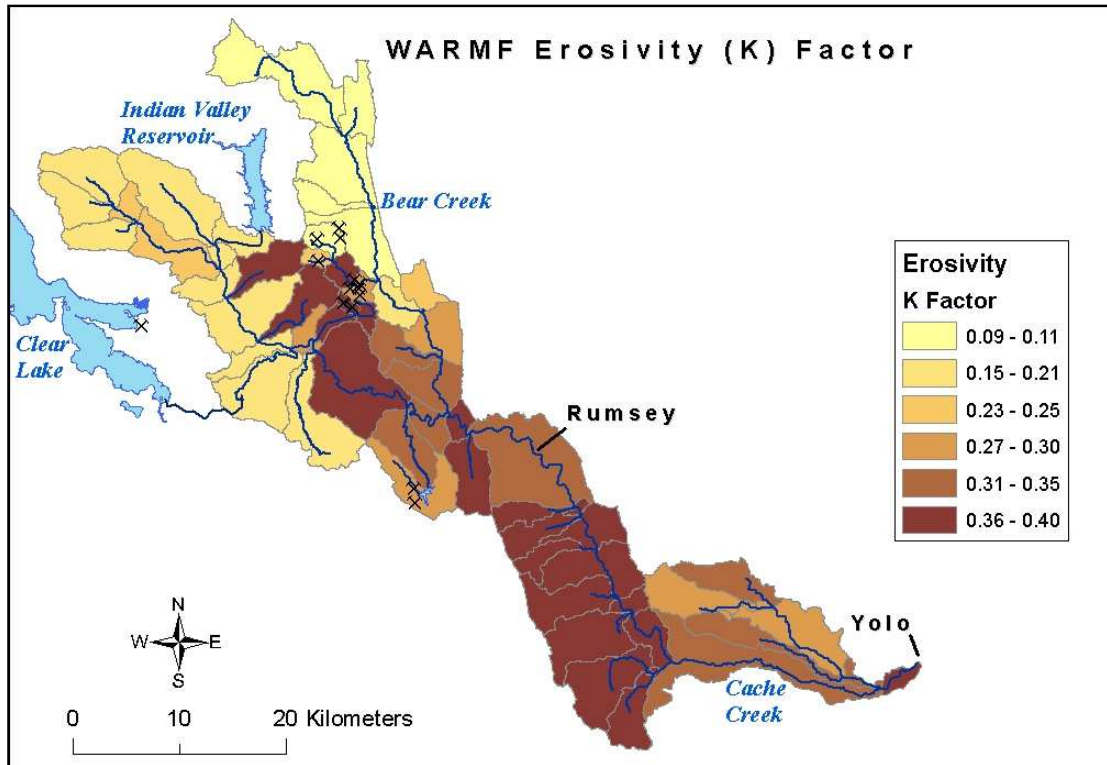 WARMF Erosivity (K) Factor
Indian Valley
Reservoir
Bear Creek
Clear
Lake
Rumsey
Yolo
Cache
Creek
Erosivity
K Factor
0.09 - 0.11
0.15 - 0.21
0.23 - 0.25
0.27 - 0.30
0.31 - 0.35
0.36 - 0.40
N
W E
S
0 10 20 Kilometers